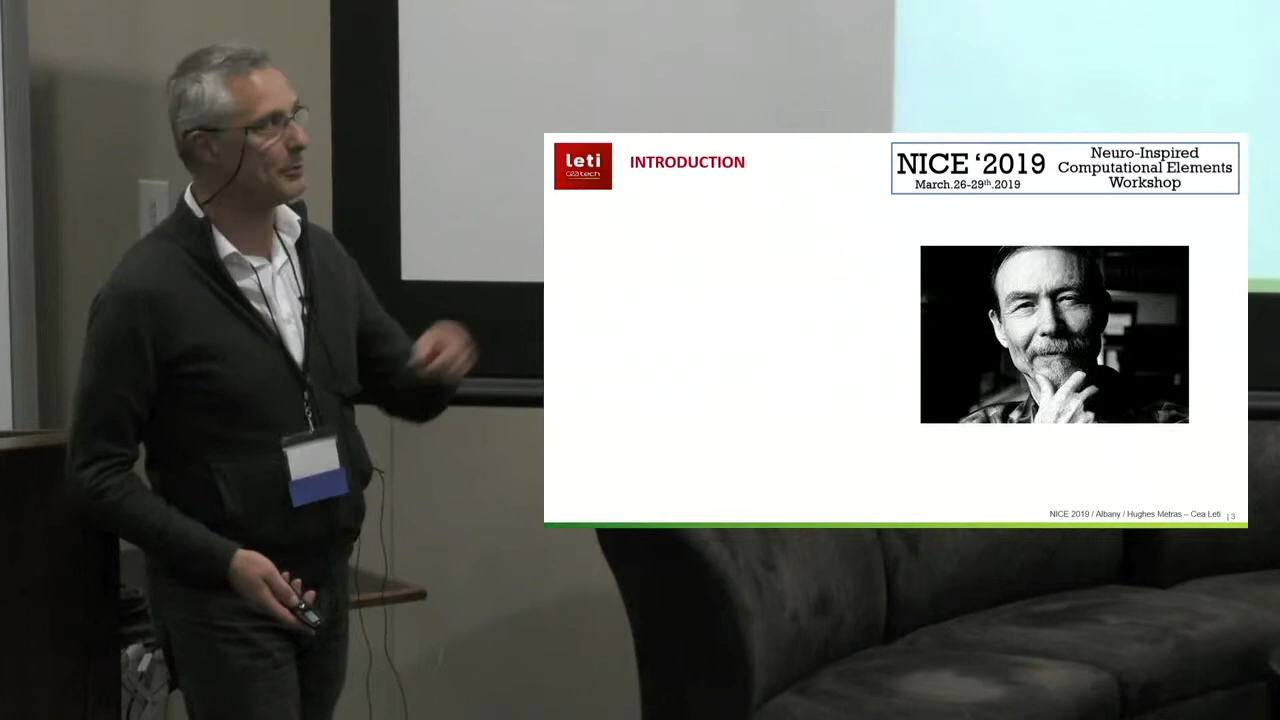 leti
cea tech
INTRODUCTION
NICE ‘2019
March.26-29th.2019
Neuro-Inspired
Computational Elements
Workshop
NICE 2019 / Albany / Hughes Metras – Cea Leti
| 3